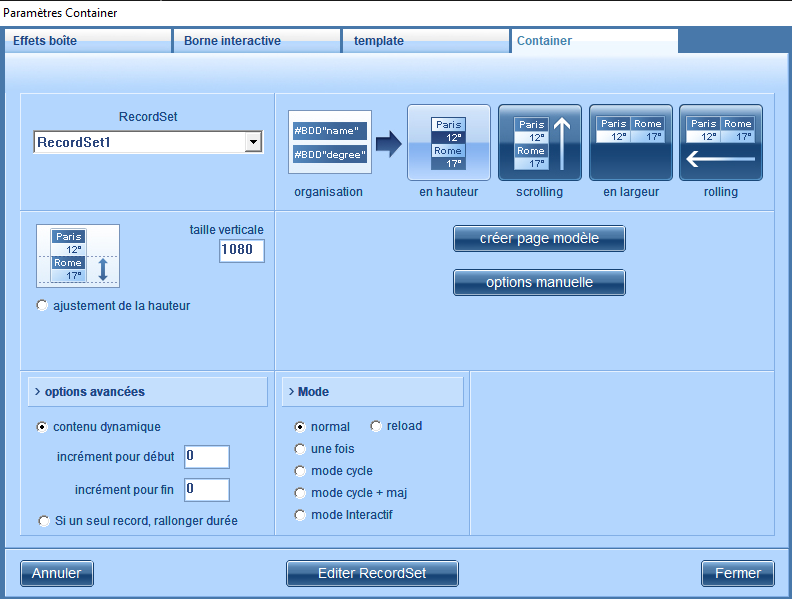 Paramètres Container
Effets boîte
Borne interactive
template
Container
RecordSet
RecordSet1
#BDD"name"
#BDD"degree"
organisation
Paris
12°
Rome
17°
en hauteur
Paris
12°
Rome
17°
scrolling
Paris Rome
12° 17°
en largeur
Paris Rome
12° 17°
rolling
Paris
12°
Rome
17°
taille verticale
1080
ajustement de la hauteur
créer page modèle
options manuelle
> options avancées
contenu dynamique
incrément pour début 0
incrément pour fin 0
Si un seul record, rallonger durée
> Mode
normal reload
une fois
mode cycle
mode cycle + maj
mode Interactif
Annuler
Editer RecordSet
Fermer